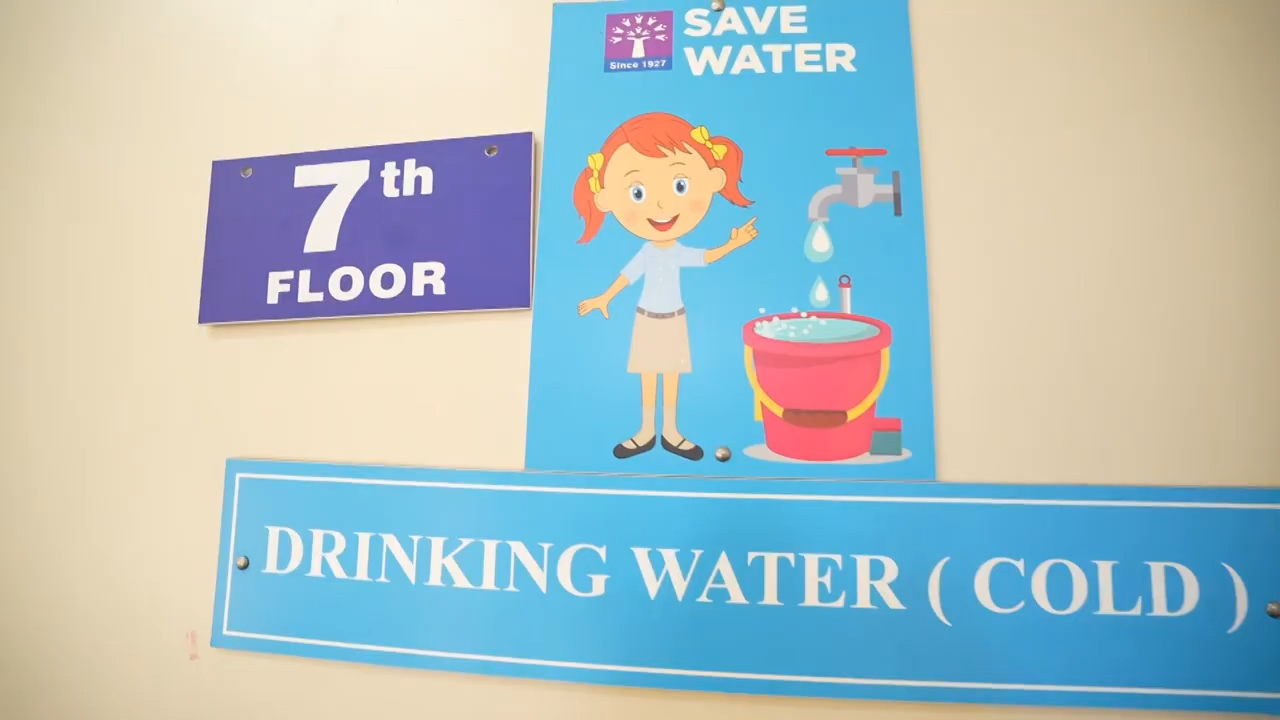 Since 1927
SAVE
WATER
7th
FLOOR
DRINKING WATER ( COLD )